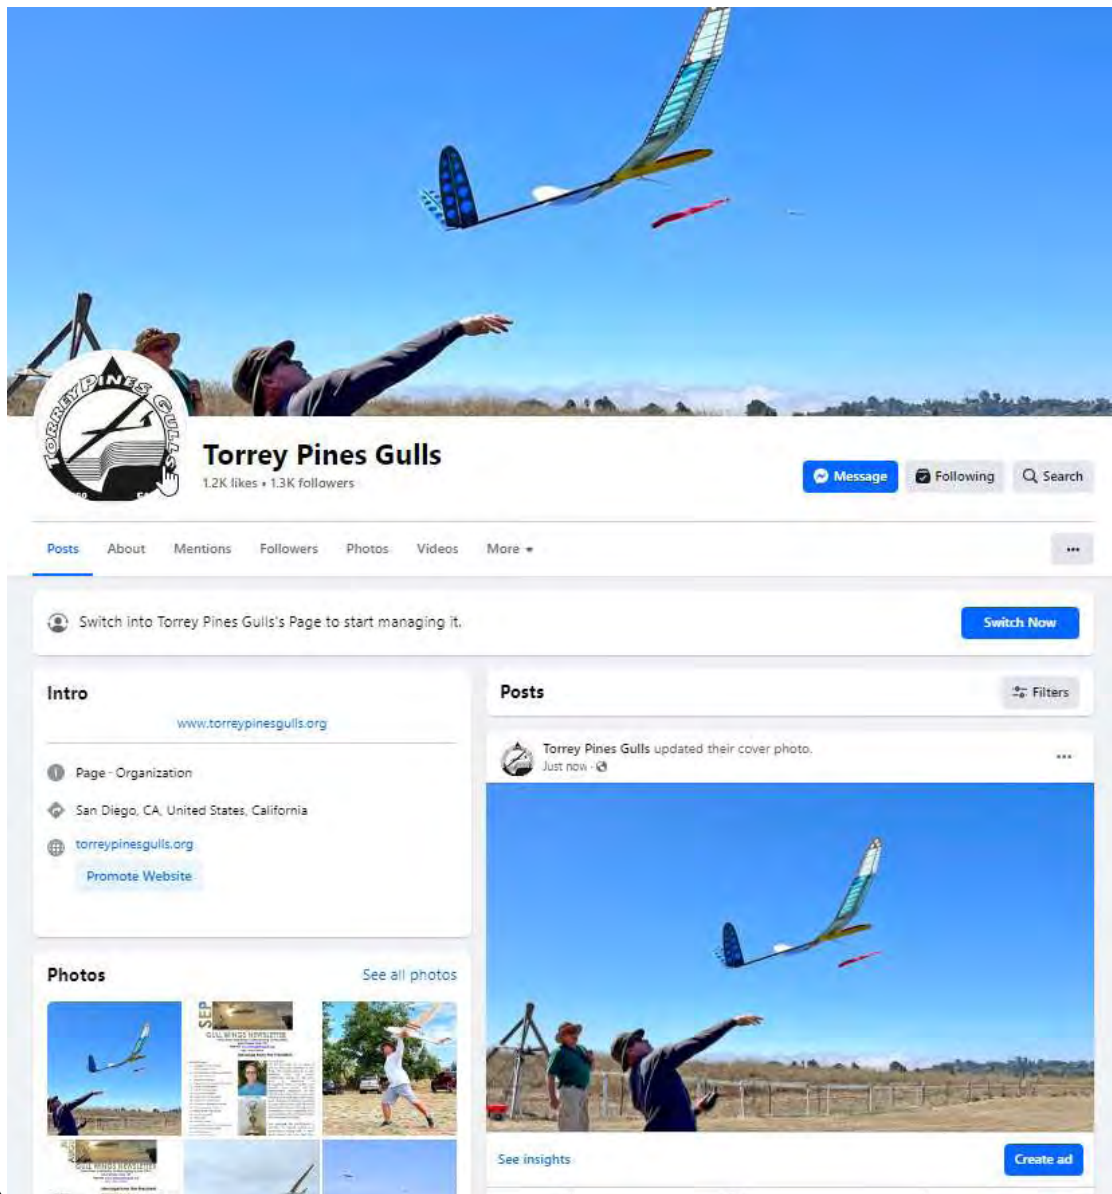 TORREY PINES GULLS
Torrey Pines Gulls
1.2K likes • 1.3K followers
Message
Following
Search
Posts
About
Mentions
Followers
Photos
Videos
More
Switch into Torrey Pines Gulls's Page to start managing it.
Switch Now
Intro
www.torreypinesgulls.org
Page · Organization
San Diego, CA, United States, California
torreypinesgulls.org
Promote Website
Photos
See all photos
SEP
GULL WINGS NEWSLETTER
GULL WINGS NEWSLETTER
Posts
Filters
Torrey Pines Gulls updated their cover photo.
Just now ·
See insights
Create ad